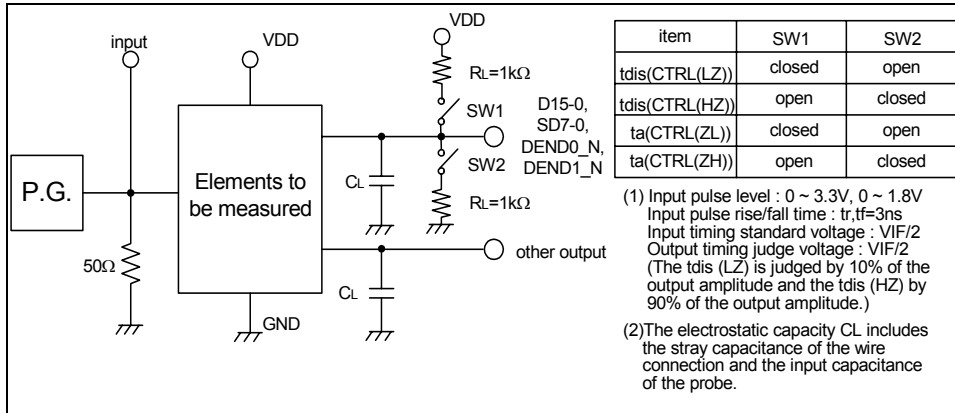 input
VDD
VDD
RL=1kΩ
SW1
D15-0,
SD7-0,
DEND0_N,
DEND1_N
SW2
CL
RL=1kΩ
P.G.
Elements to
be measured
50Ω
other output
CL
GND
item SW1 SW2
tdis(CTRL(LZ)) closed open
tdis(CTRL(HZ)) open closed
ta(CTRL(ZL)) closed open
ta(CTRL(ZH)) open closed
(1) Input pulse level : 0 ~ 3.3V, 0 ~ 1.8V
Input pulse rise/fall time : tr,tf=3ns
Input timing standard voltage : VIF/2
Output timing judge voltage : VIF/2
(The tdis (LZ) is judged by 10% of the
output amplitude and the tdis (HZ) by
90% of the output amplitude.)
(2)The electrostatic capacity CL includes
the stray capacitance of the wire
connection and the input capacitance
of the probe.